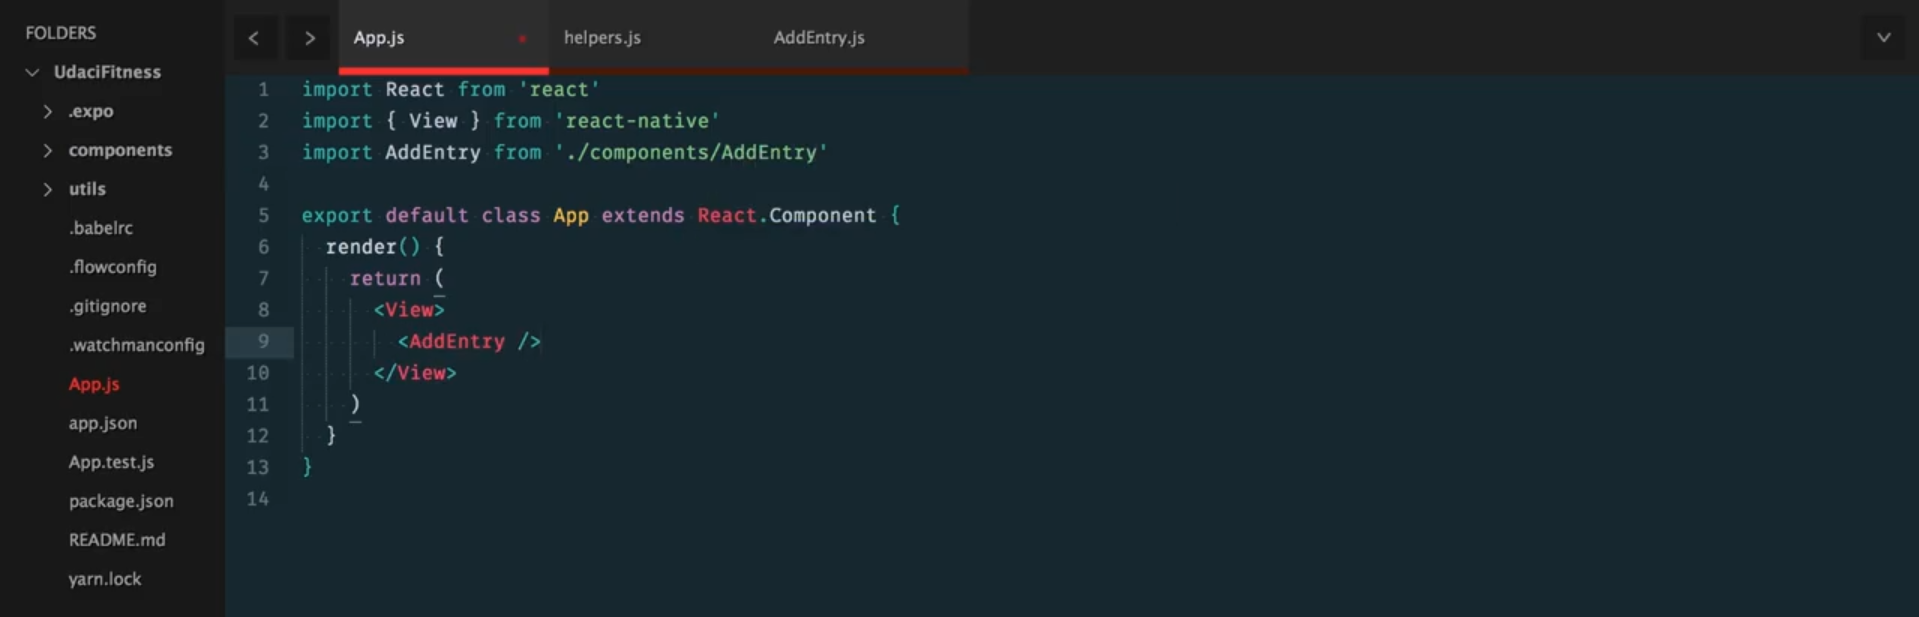 FOLDERS
UdaciFitness
.expo
components
utils
.babelrc
.flowconfig
.gitignore
.watchmanconfig
App.js
app.json
App.test.js
package.json
README.md
yarn.lock
App.js helpers.js AddEntry.js
1 import React from 'react'
2 import { View } from 'react-native'
3 import AddEntry from './components/AddEntry'
4
5 export default class App extends React.Component {
6 render() {
7 return (
8 <View>
9 <AddEntry />
10 </View>
11 )
12 }
13 }
14